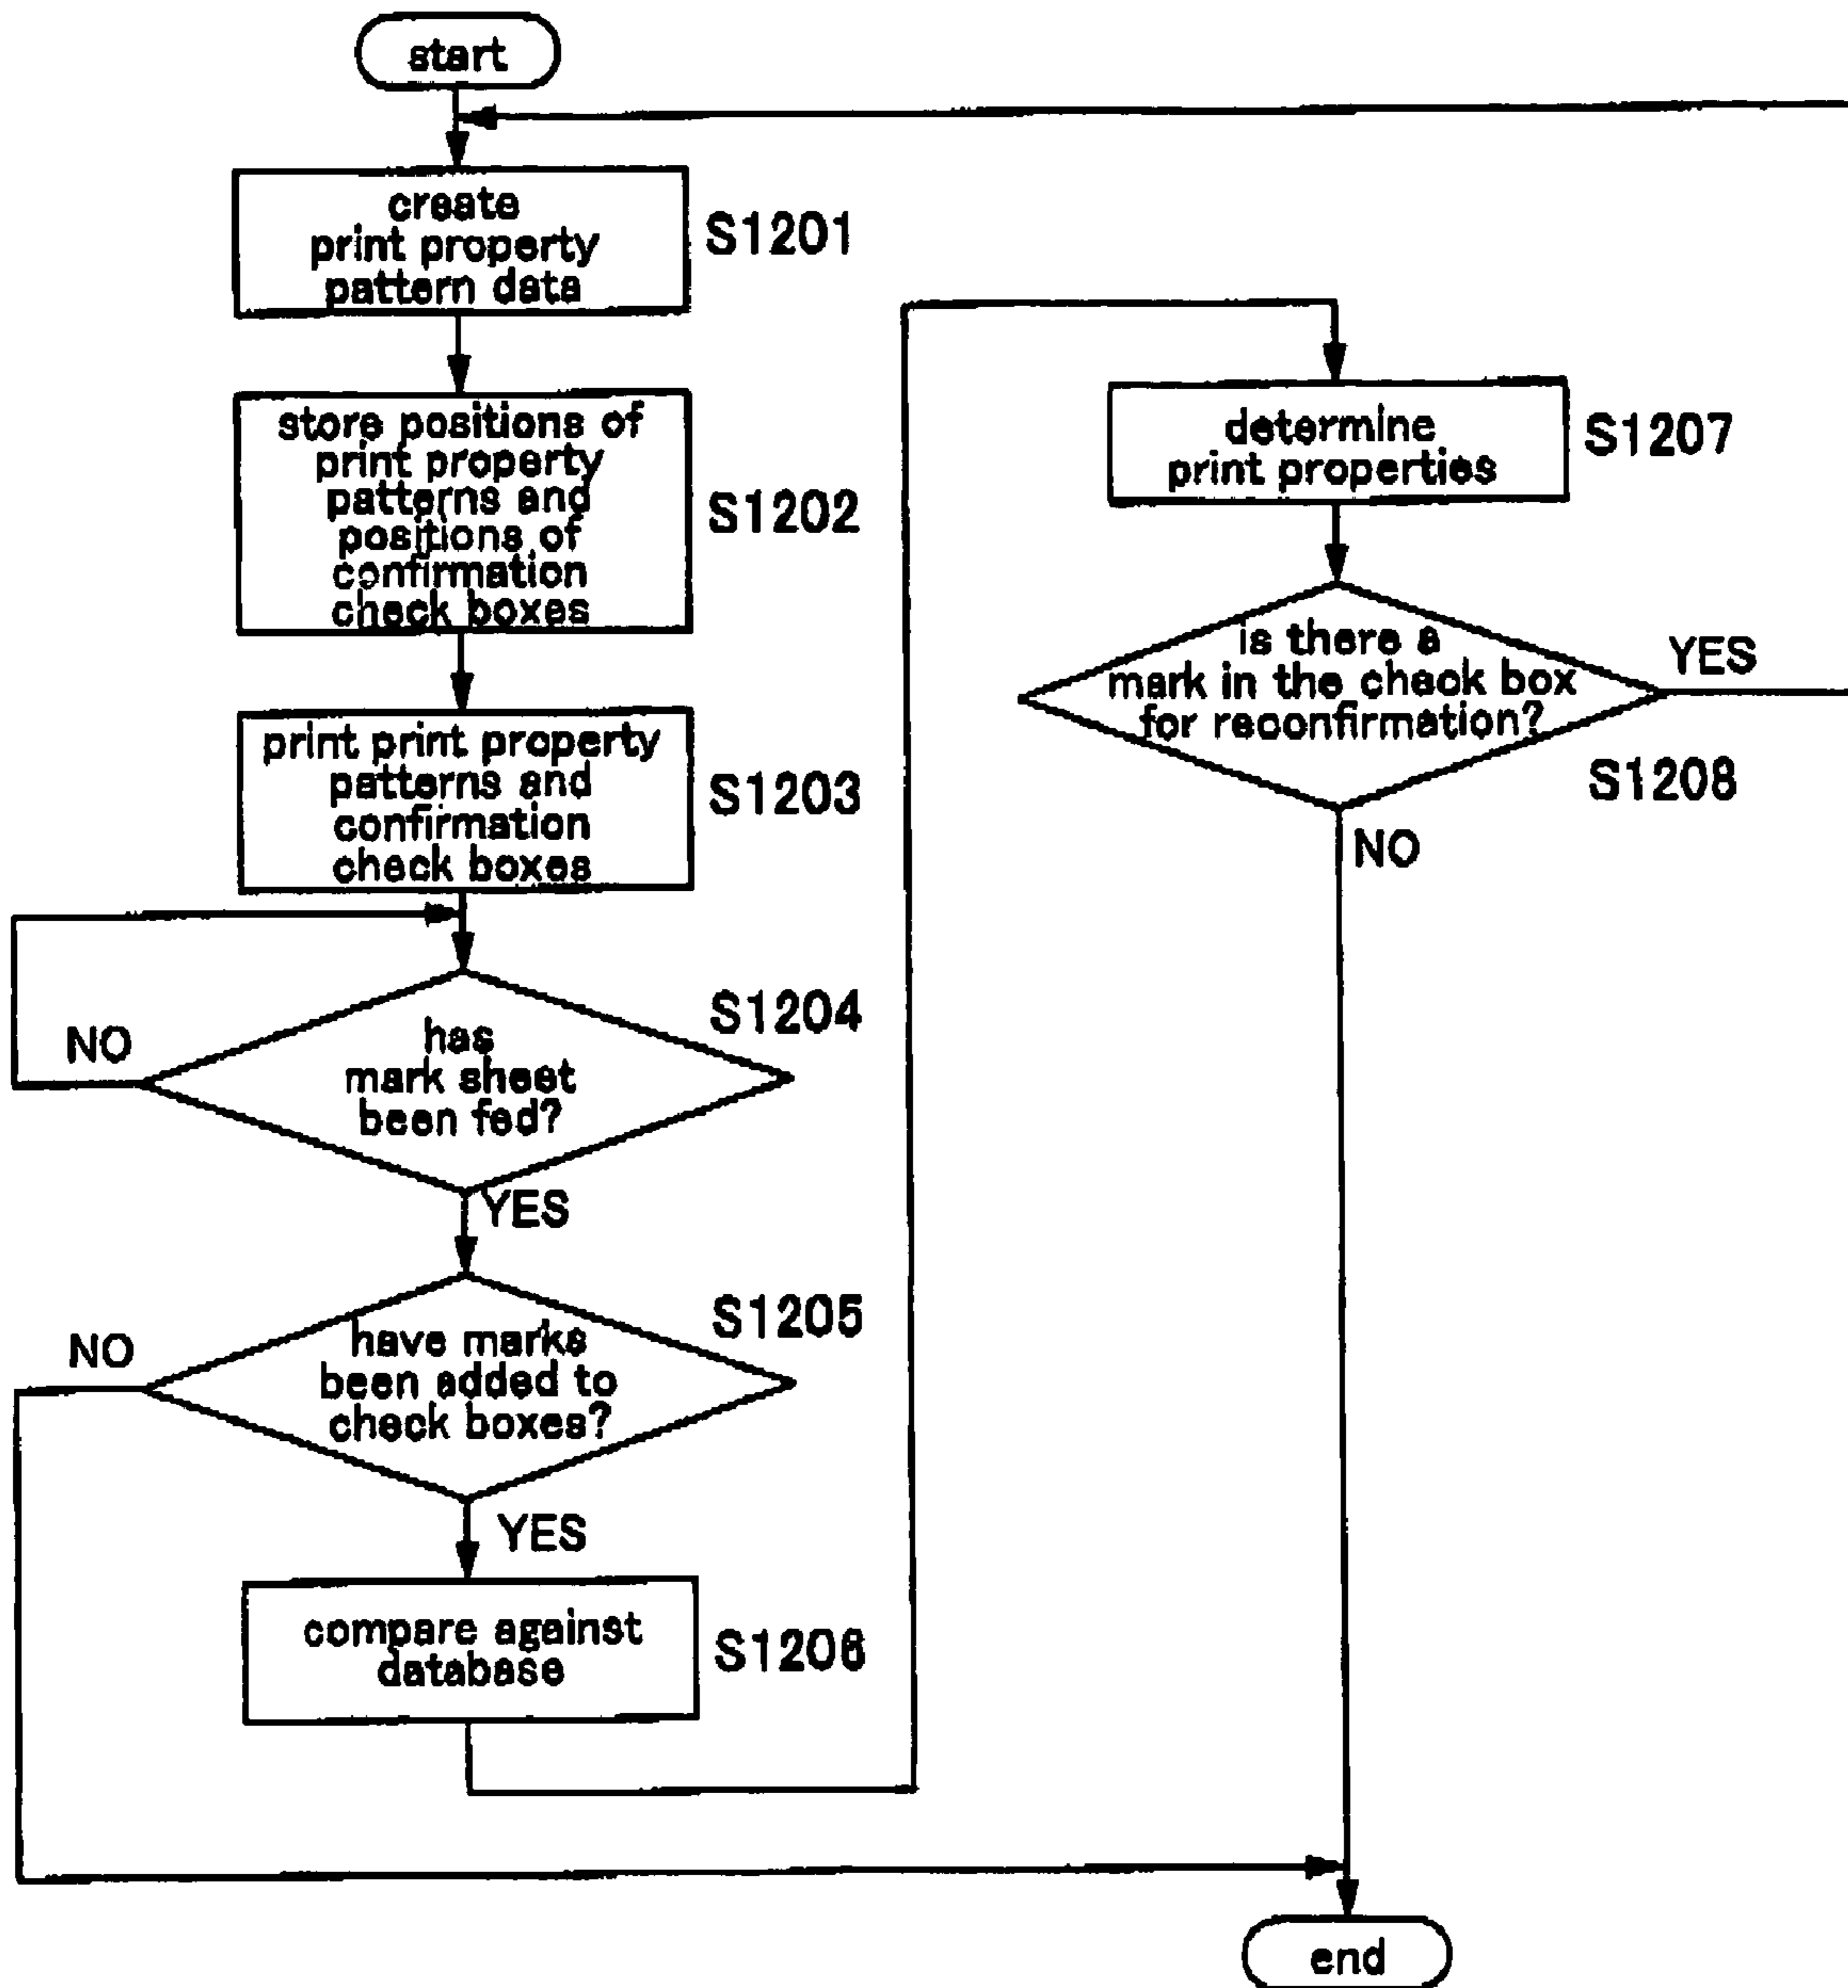 start
create
print property
pattern data
S1201
store positions of
print property
patterns and
positions of
confirmation
check boxes
S1202
print print property
patterns and
confirmation
check boxes
S1203
has
mark sheet
been fed?
S1204
NO
YES
have marks
been added to
check boxes?
S1205
NO
YES
compare against
database
S1206
determine
print properties
S1207
is there a
mark in the check box
for reconfirmation?
YES
S1208
NO
end